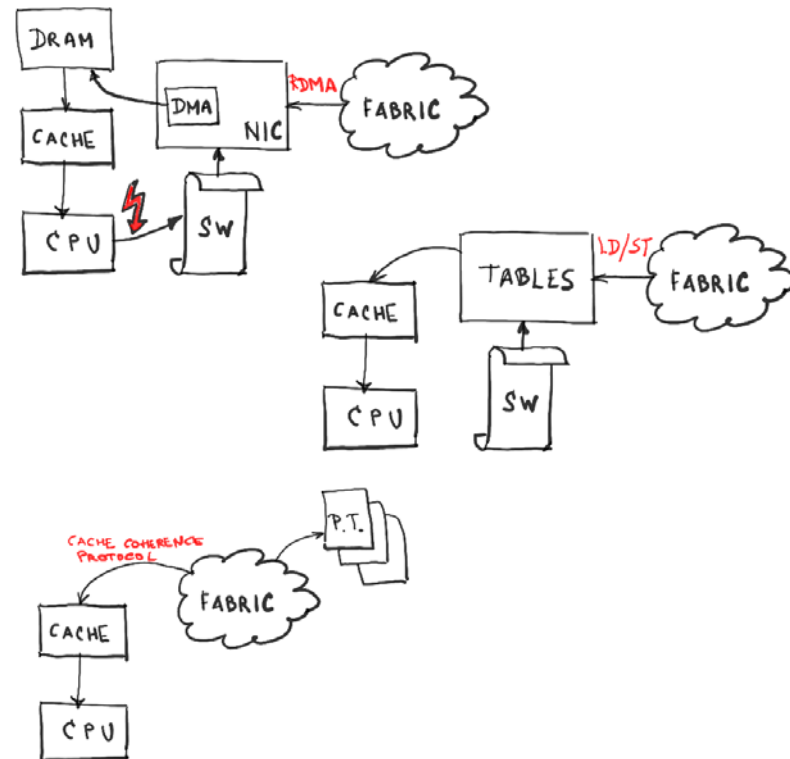 DRAM
RDMA
DMA
NIC
FABRIC
CACHE
CPU
SW
LD/ST
TABLES
FABRIC
CACHE
CPU
SW
P.T.
CACHE COHERENCE
PROTOCOL
FABRIC
CACHE
CPU